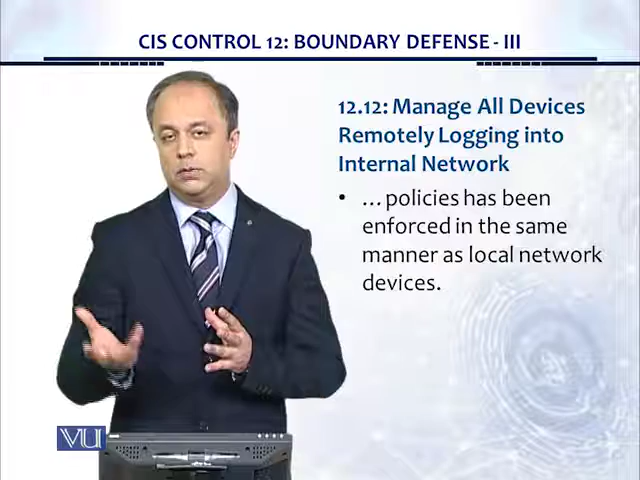 CIS CONTROL 12: BOUNDARY DEFENSE - III
12.12: Manage All Devices
Remotely Logging into
Internal Network
• …policies has been
enforced in the same
manner as local network
devices.
VU